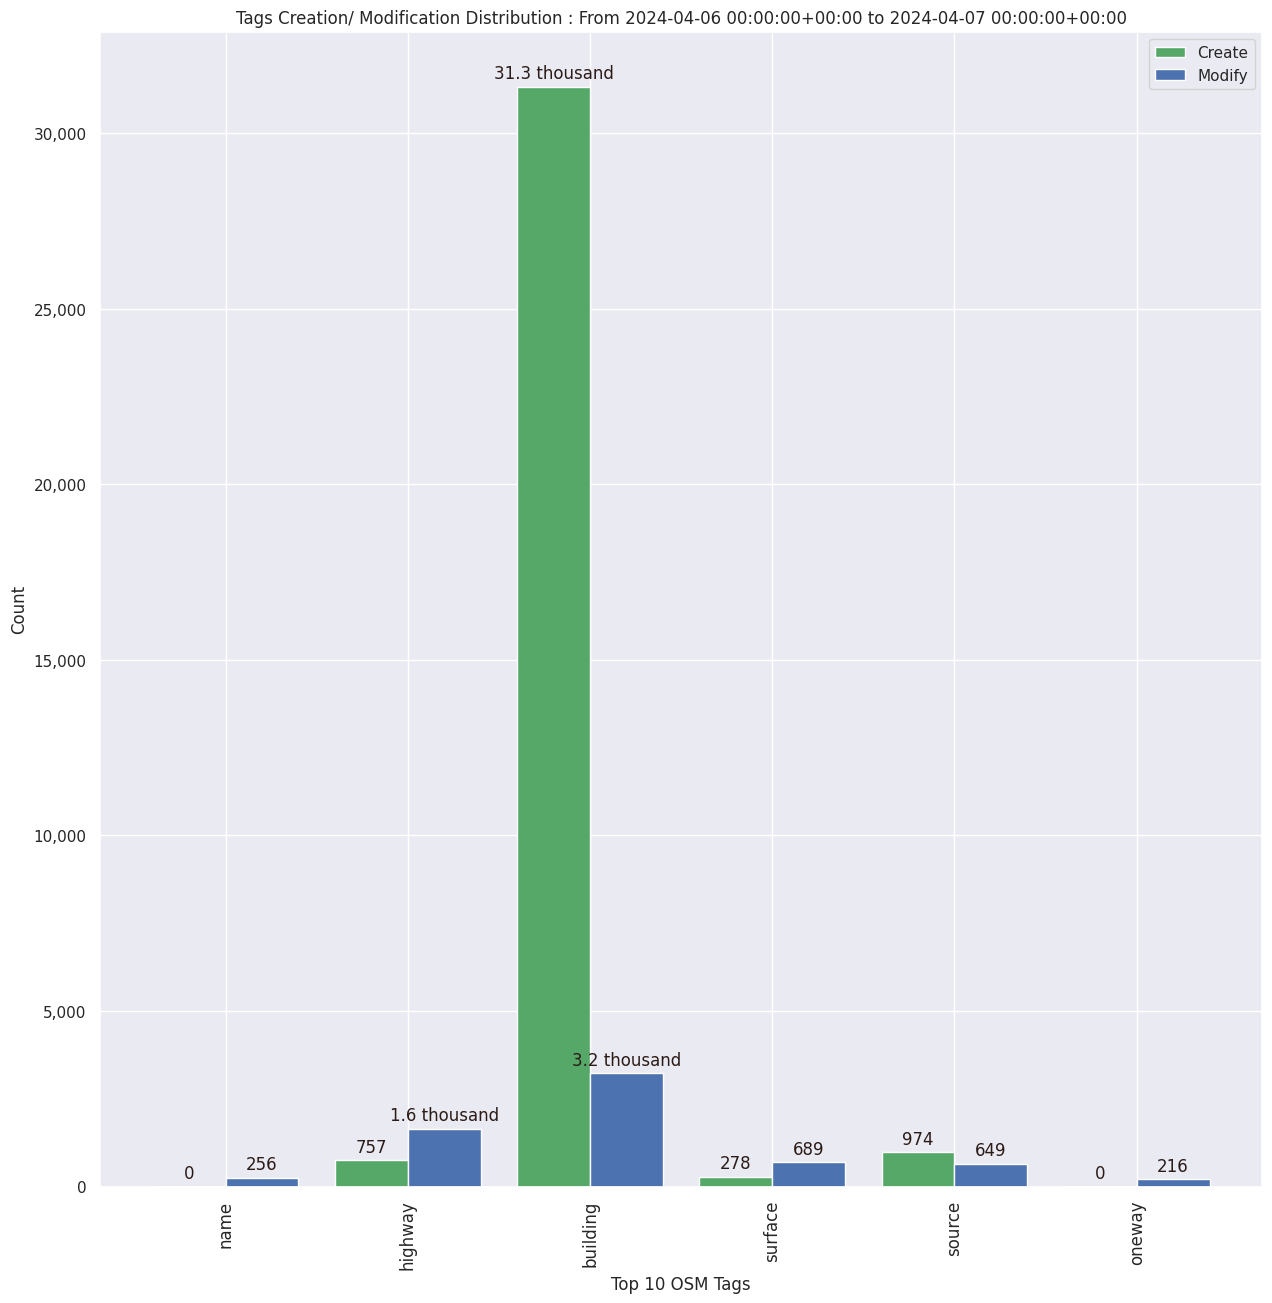 Tags Creation/ Modification Distribution : From 2024-04-06 00:00:00+00:00 to 2024-04-07 00:00:00+00:00
Create
Modify
31.3 thousand
30,000
25,000
20,000
15,000
10,000
5,000
0
Count
0
256
757
1.6 thousand
3.2 thousand
278
689
974
649
0
216
name
highway
building
surface
source
oneway
Top 10 OSM Tags